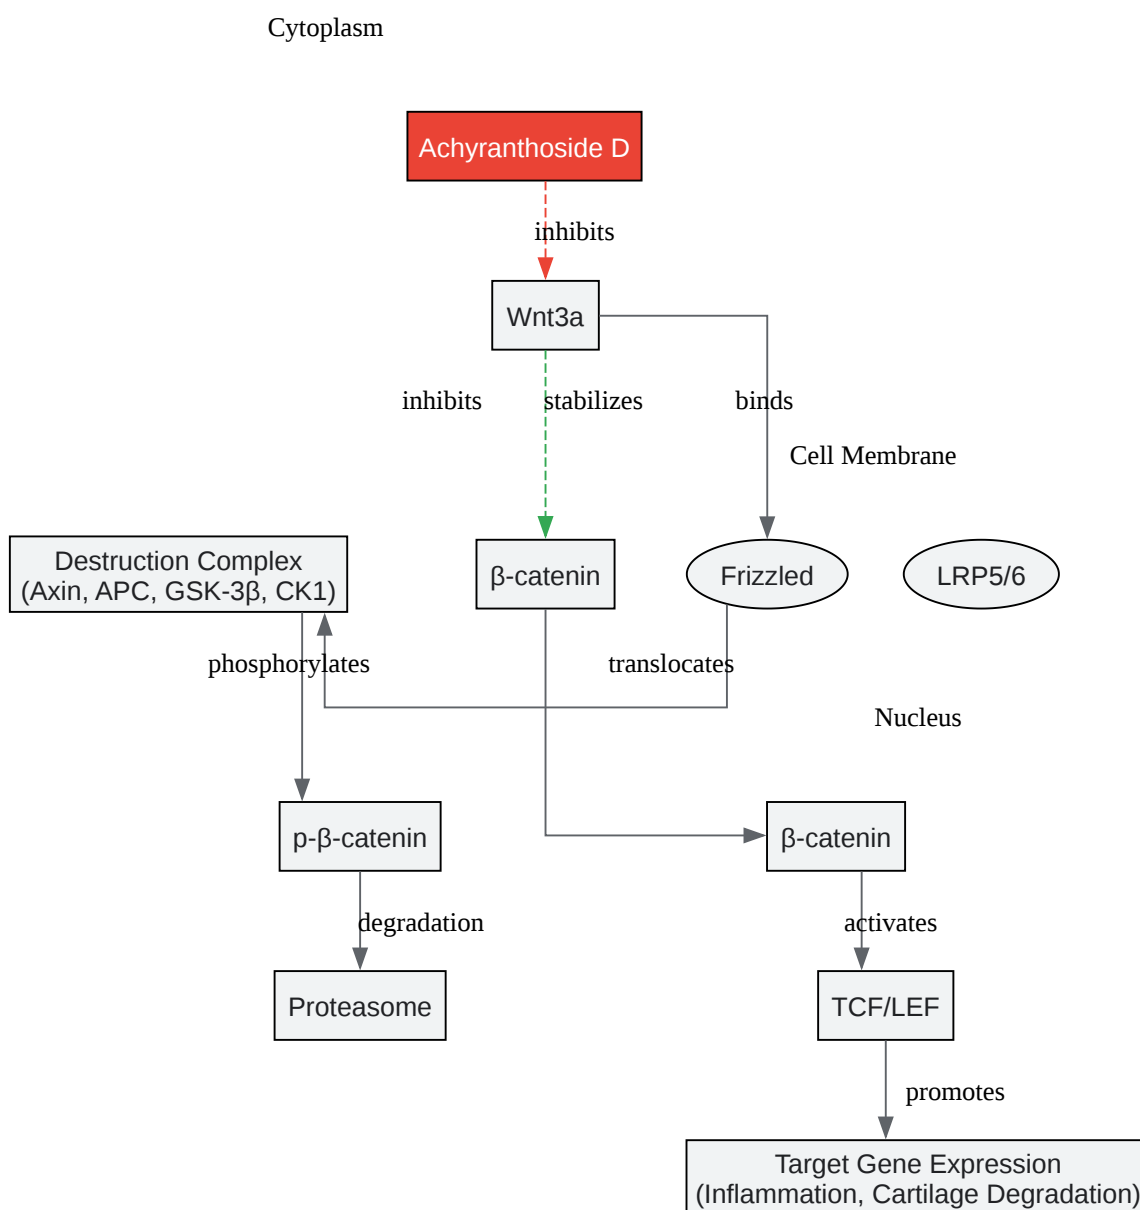 Cytoplasm
Achyranthoside D
inhibits
Wnt3a
inhibits
stabilizes
binds
Cell Membrane
Destruction Complex
(Axin, APC, GSK-3β, CK1)
β-catenin
Frizzled
LRP5/6
phosphorylates
translocates
Nucleus
p-β-catenin
β-catenin
degradation
activates
Proteasome
TCF/LEF
promotes
Target Gene Expression
(Inflammation, Cartilage Degradation)